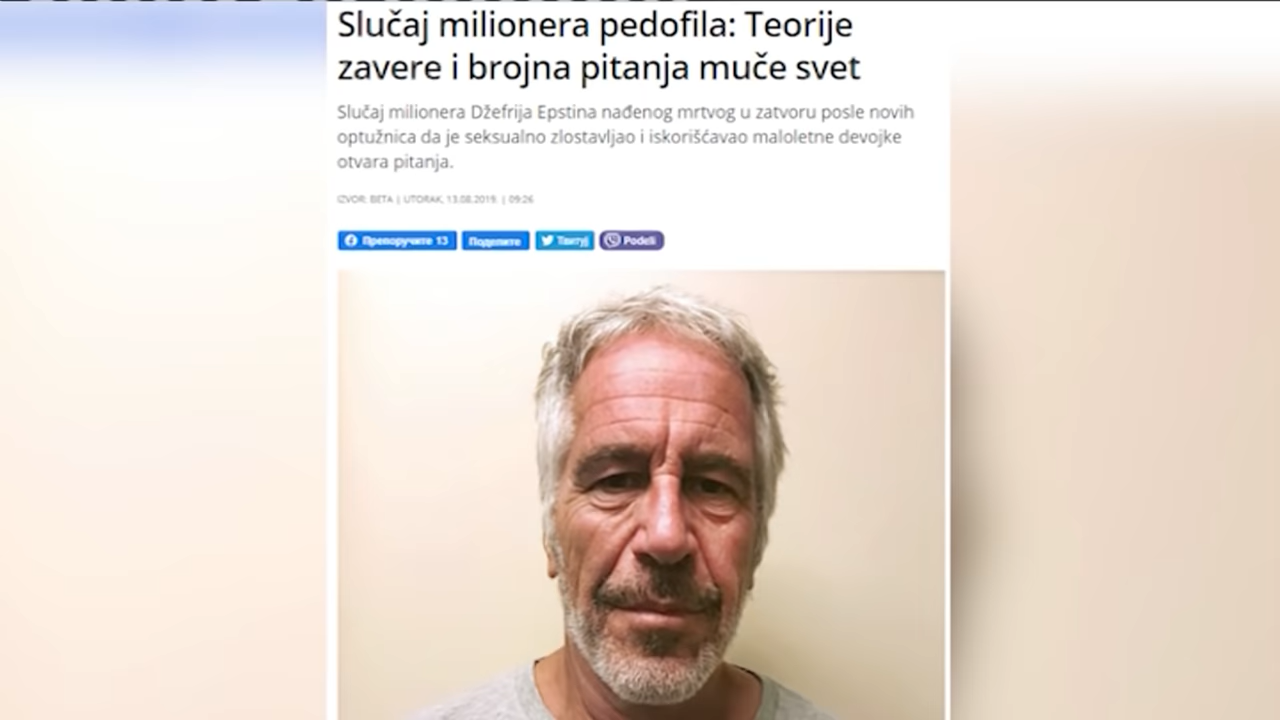 Slučaj milionera pedofila: Teorije
zavere i brojna pitanja muče svet
Slučaj milionera Džefrija Epstina nađenog mrtvog u zatvoru posle novih
optužnica da je seksualno zlostavljao i iskorišćavao maloletne devojke
otvara pitanja.
IZVOR: BETA | UTORAK, 13.08.2019. | 09:26
Препоручите 13 Поделите Твитуј Podeli